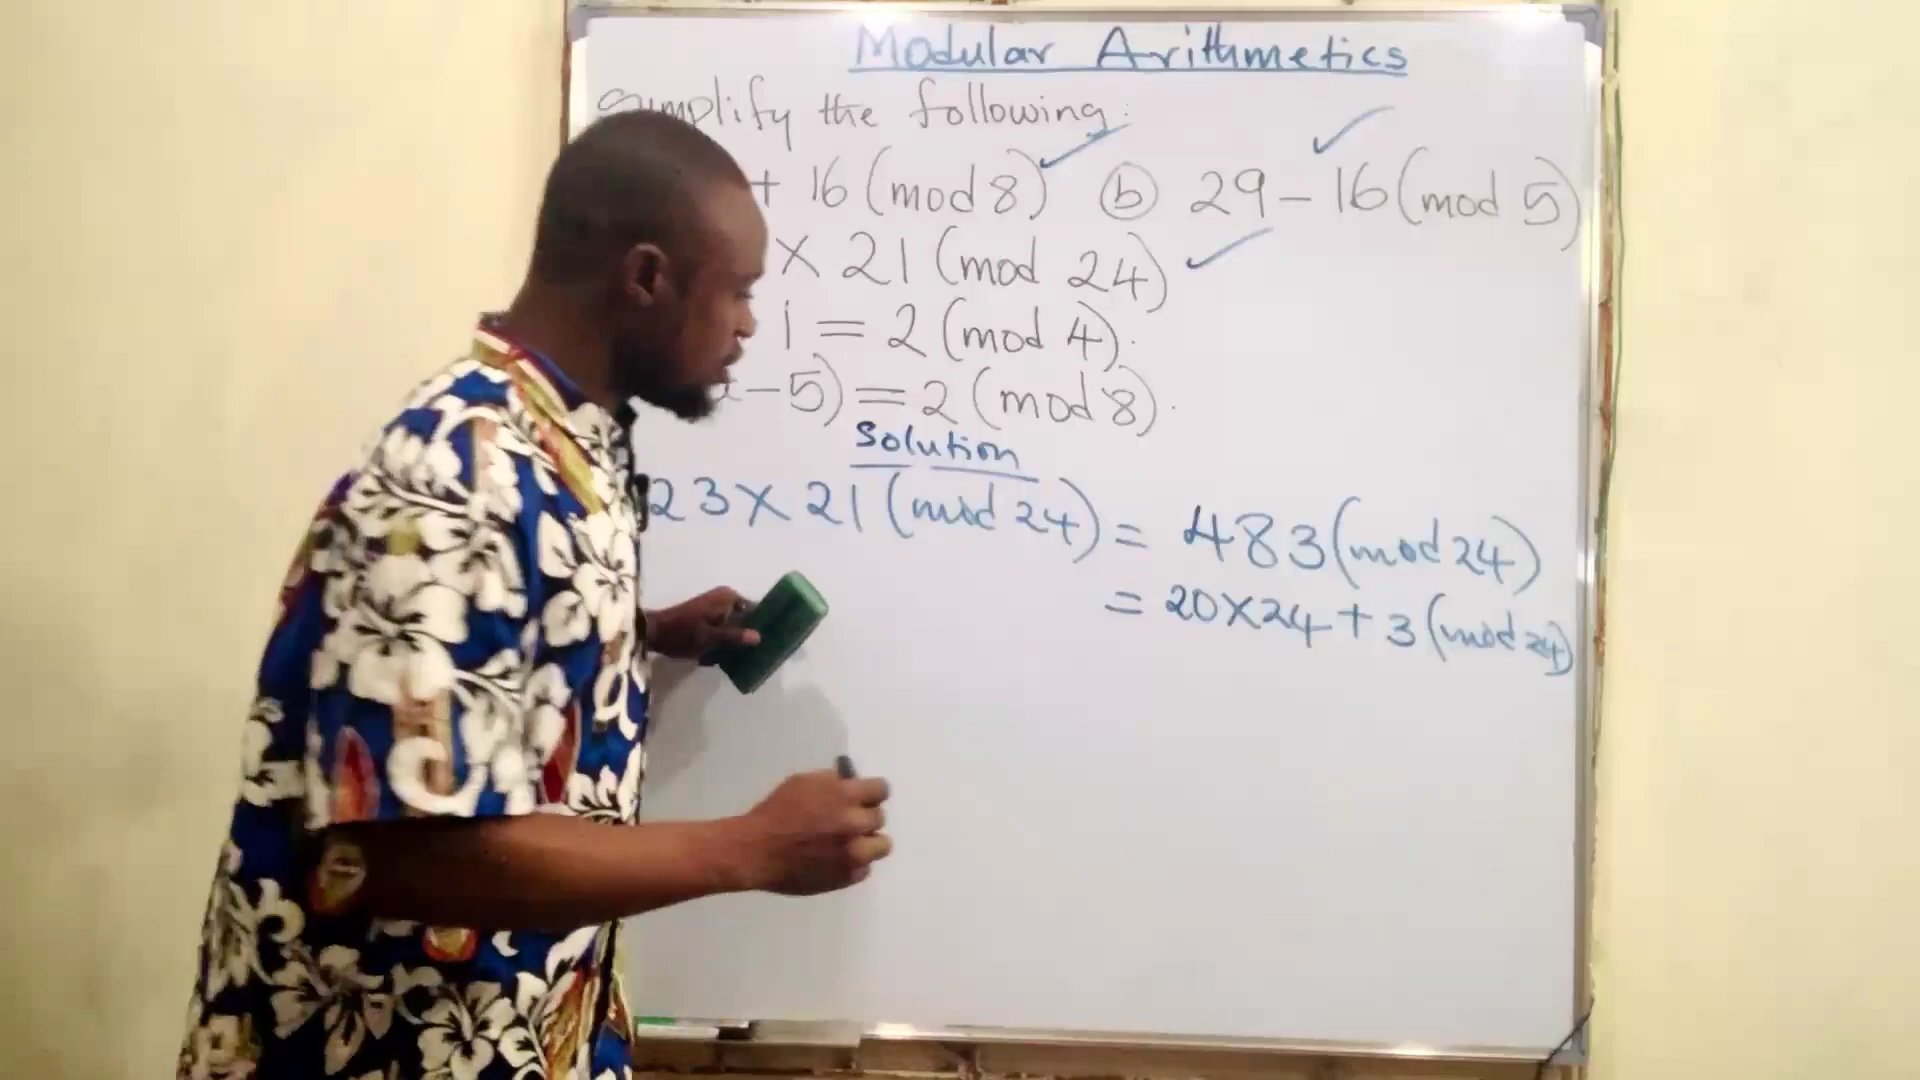 Modular Arithmetics
Simplify the following:
+ 16 (mod 8) ✓ ⓑ 29 - 16 (mod 5) ✓
× 21 (mod 24) ✓
1 = 2 (mod 4).
- 5) = 2 (mod 8).
Solution
23 × 21 (mod 24) = 483 (mod 24)
= 20 × 24 + 3 (mod 24)